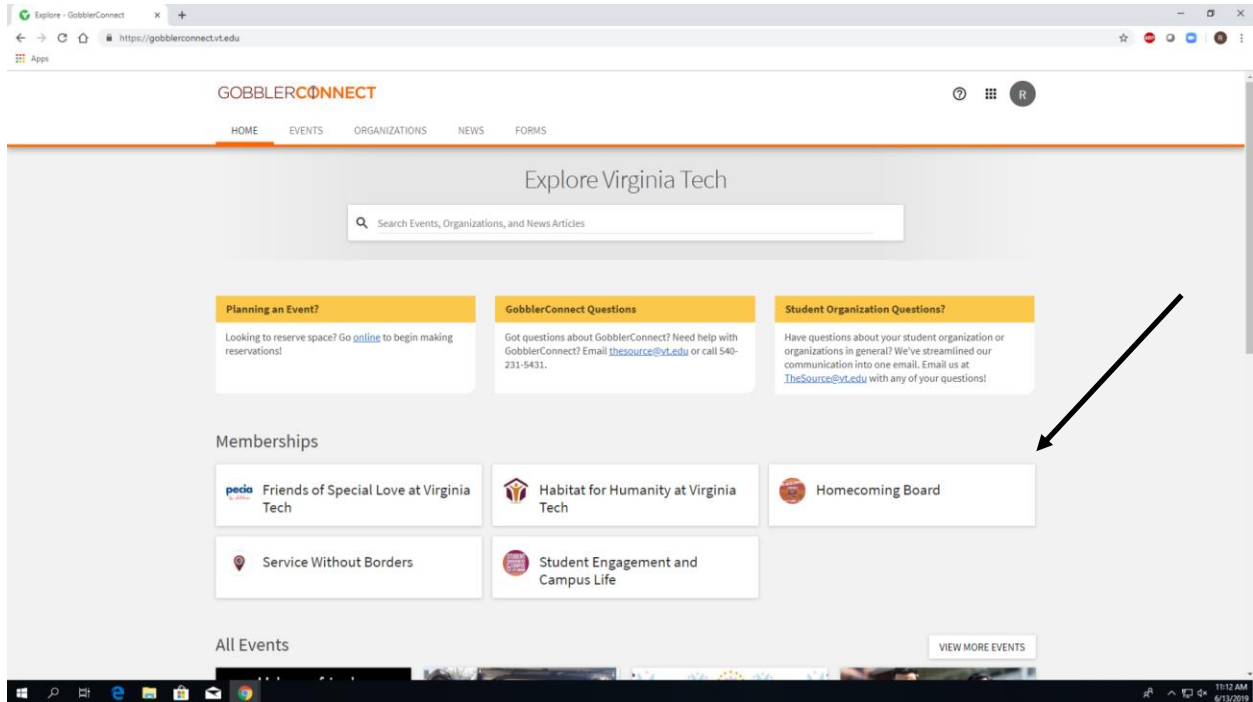 Explore - GobblerConnect
https://gobblerconnect.vt.edu
R
Apps
GOBBLERCONNECT
R
HOME EVENTS ORGANIZATIONS NEWS FORMS
Explore Virginia Tech
Search Events, Organizations, and News Articles
Planning an Event?
Looking to reserve space? Go online to begin making
reservations!
GobblerConnect Questions
Got questions about GobblerConnect? Need help with
GobblerConnect? Email thesource@vt.edu or call 540-
231-5431.
Student Organization Questions?
Have questions about your student organization or
organizations in general? We've streamlined our
communication into one email. Email us at
TheSource@vt.edu with any of your questions!
Memberships
Friends of Special Love at Virginia
Tech
Habitat for Humanity at Virginia
Tech
Homecoming Board
Service Without Borders
Student Engagement and
Campus Life
All Events
VIEW MORE EVENTS
11:12 AM
6/13/2019